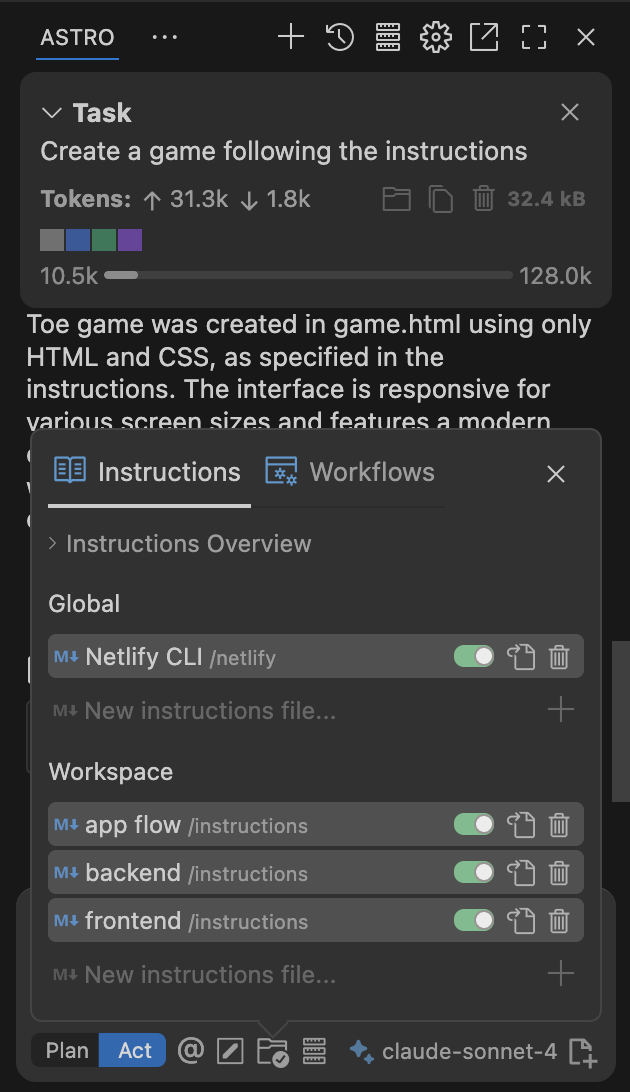 ASTRO
Task
Create a game following the instructions
Tokens: ↑ 31.3k ↓ 1.8k 32.4 kB
10.5k 128.0k
Toe game was created in game.html using only
HTML and CSS, as specified in the
instructions. The interface is responsive for
various screen sizes and features a modern
Instructions Workflows
Instructions Overview
Global
M↓ Netlify CLI /netlify
M↓ New instructions file...
Workspace
M↓ app flow /instructions
M↓ backend /instructions
M↓ frontend /instructions
M↓ New instructions file...
Plan Act @ claude-sonnet-4